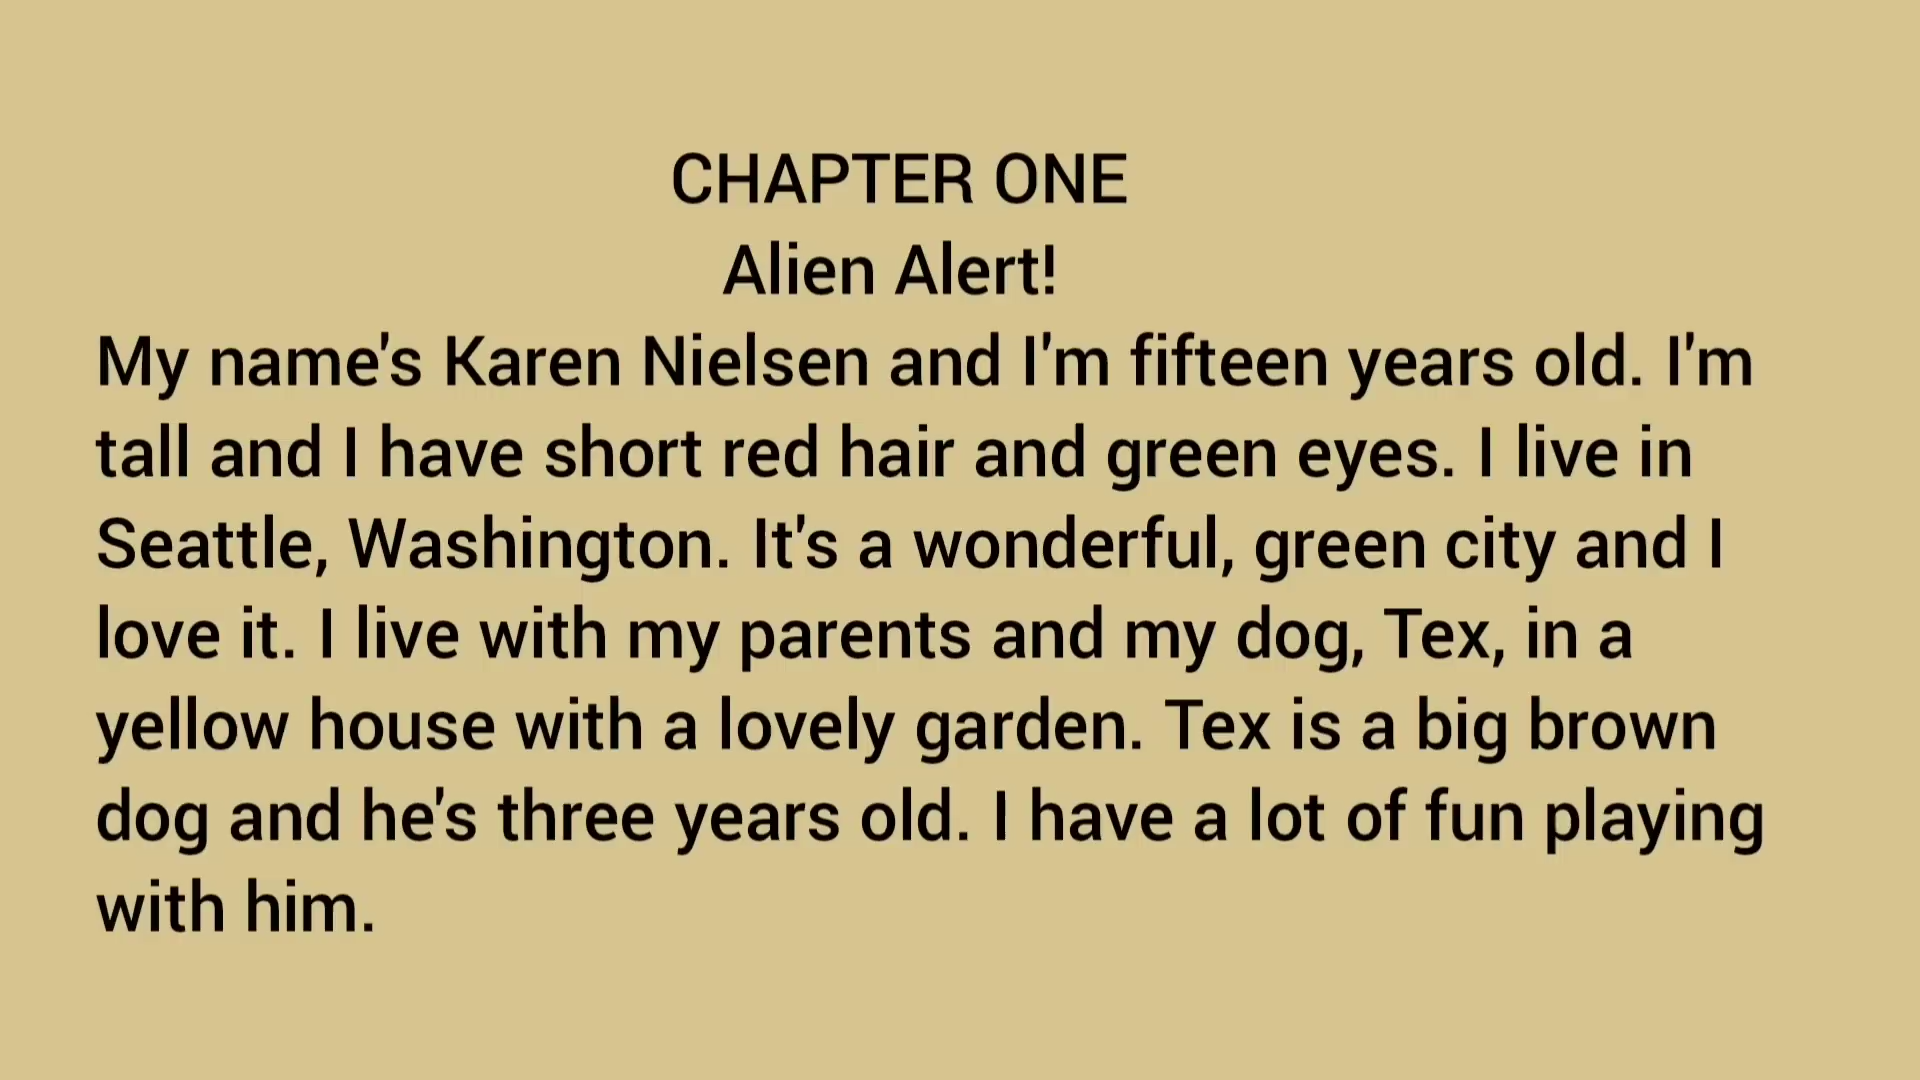 CHAPTER ONE
Alien Alert!
My name's Karen Nielsen and I'm fifteen years old. I'm
tall and I have short red hair and green eyes. I live in
Seattle, Washington. It's a wonderful, green city and I
love it. I live with my parents and my dog, Tex, in a
yellow house with a lovely garden. Tex is a big brown
dog and he's three years old. I have a lot of fun playing
with him.